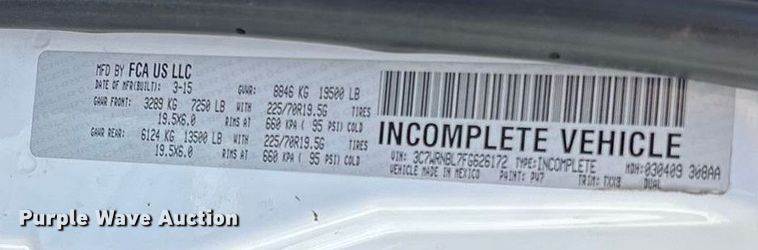 MFD BY FCA US LLC
DATE OF MFR(BUILT): 3-15 GVWR: 8846 KG 19500 LB
GAWR FRONT: 3289 KG 7250 LB WITH 225/70R19.5G TIRES
19.5X6.0 RIMS AT 660 KPA ( 95 PSI) COLD
GAWR REAR: 6124 KG 13500 LB WITH 225/70R19.5G TIRES
19.5X6.0 RIMS AT 660 KPA ( 95 PSI) COLD
INCOMPLETE VEHICLE
VIN: 3C7WRNBL7FG626172 TYPE:INCOMPLETE MDH:030409 308AA
VEHICLE MADE IN MEXICO PAINT: PW7 TRIM: TXX8 DUAL
Purple Wave Auction